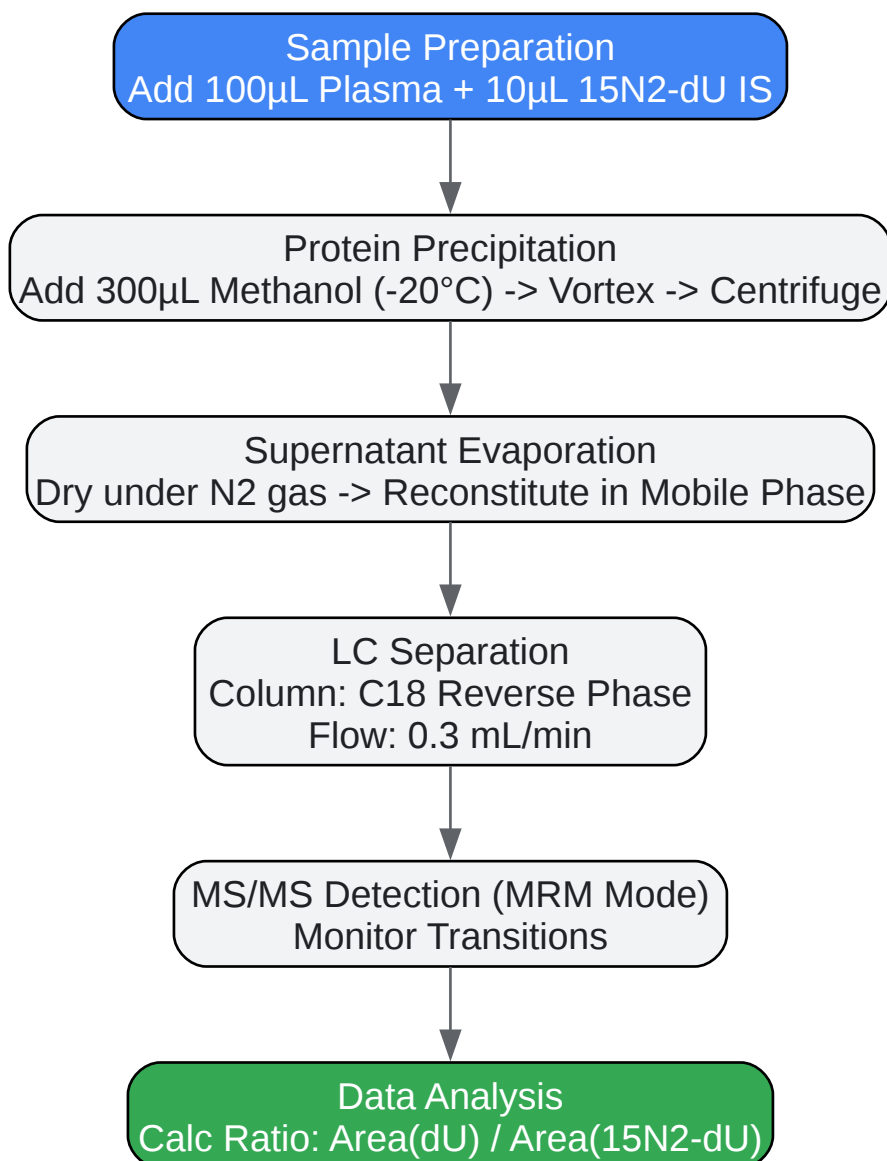 Sample Preparation
Add 100µL Plasma + 10µL 15N2-dU IS
Protein Precipitation
Add 300µL Methanol (-20°C) -> Vortex -> Centrifuge
Supernatant Evaporation
Dry under N2 gas -> Reconstitute in Mobile Phase
LC Separation
Column: C18 Reverse Phase
Flow: 0.3 mL/min
MS/MS Detection (MRM Mode)
Monitor Transitions
Data Analysis
Calc Ratio: Area(dU) / Area(15N2-dU)